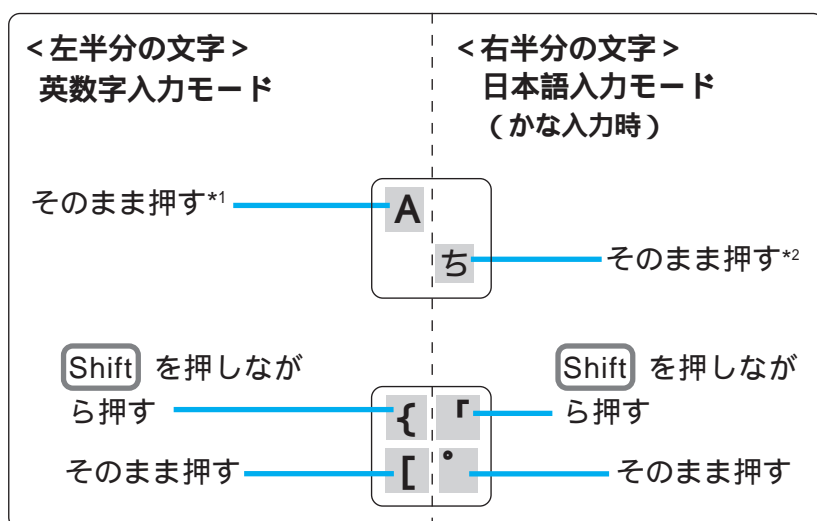 <左半分の文字>
英数字入力モード
<右半分の文字>
日本語入力モード
(かな入力時)
そのまま押す*1
A
ち
そのまま押す*2
Shift を押しなが
ら押す
{
「
Shift を押しなが
ら押す
そのまま押す
[
゜
そのまま押す